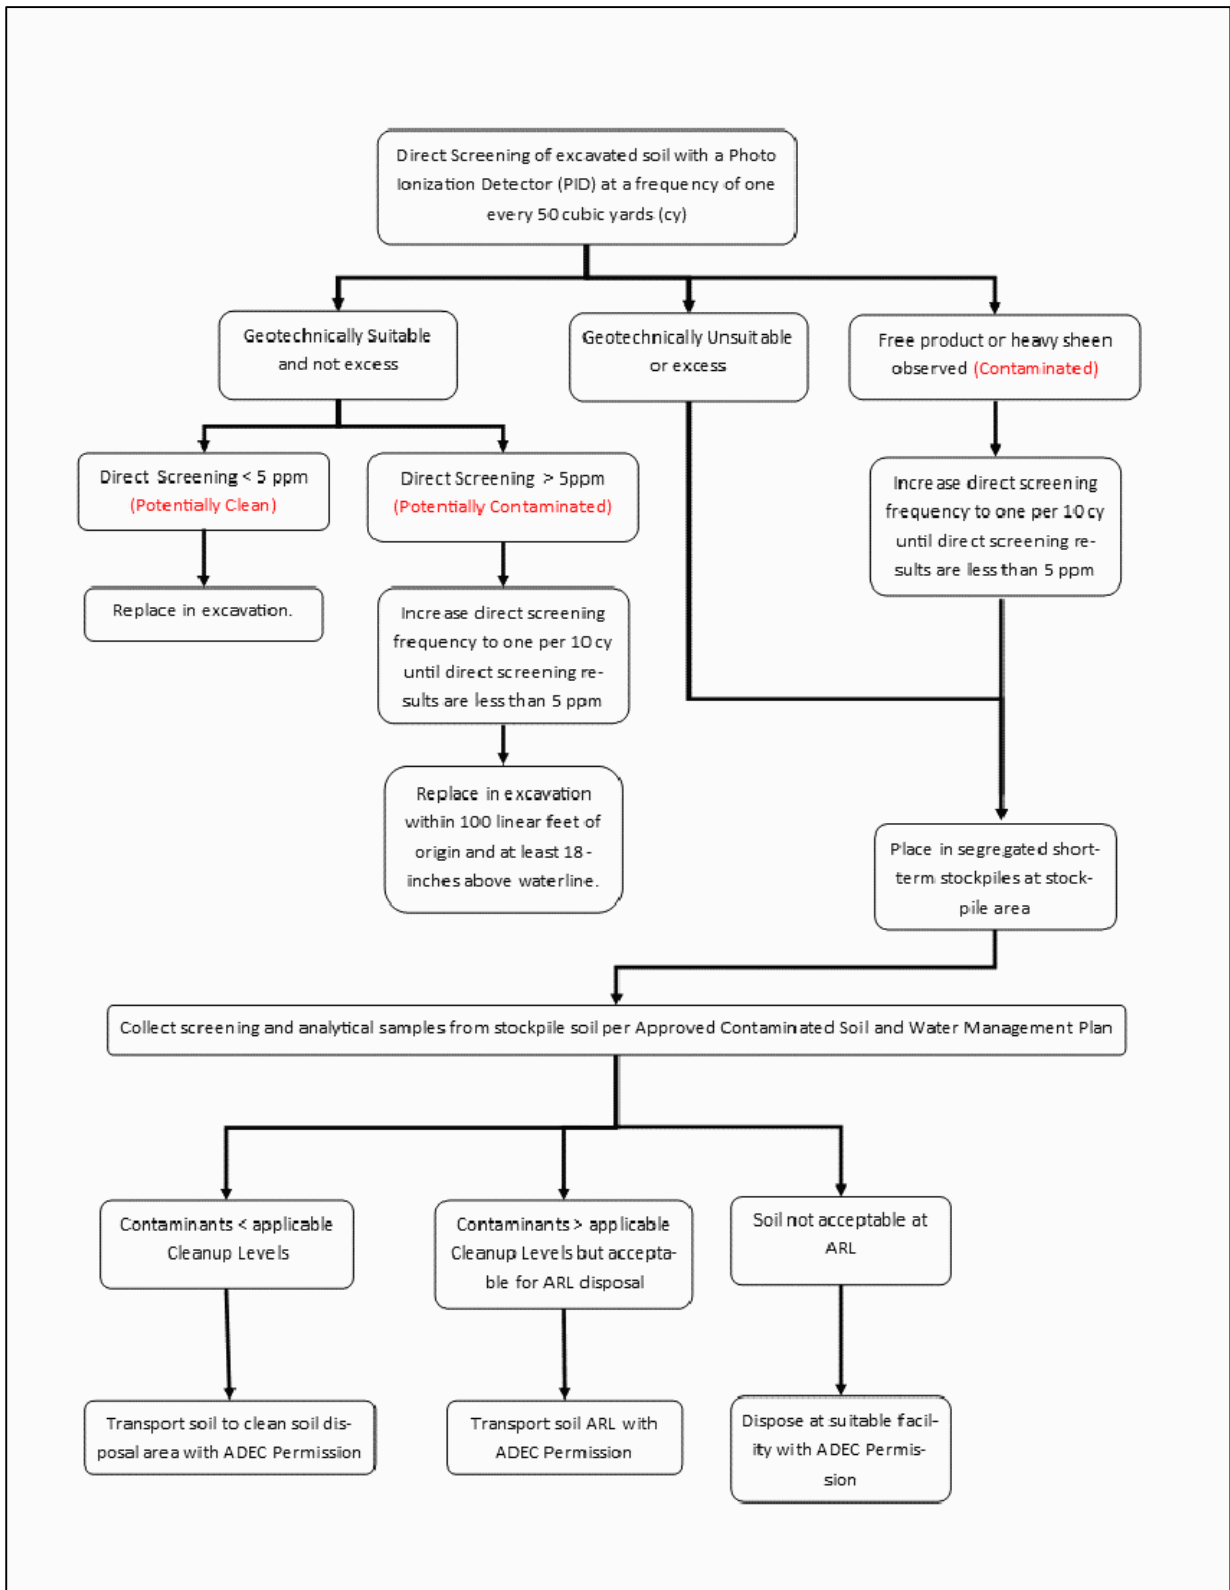 Direct Screening of excavated soil with a Photo
Ionization Detector (PID) at a frequency of one
every 50 cubic yards (cy)
Geotechnically Suitable
and not excess
Geotechnically Unsuitable
or excess
Free product or heavy sheen
observed (Contaminated)
Direct Screening < 5 ppm
(Potentially Clean)
Direct Screening > 5ppm
(Potentially Contaminated)
Increase direct screening
frequency to one per 10 cy
until direct screening re-
sults are less than 5 ppm
Replace in excavation.
Increase direct screening
frequency to one per 10 cy
until direct screening re-
sults are less than 5 ppm
Replace in excavation
within 100 linear feet of
origin and at least 18-
inches above waterline.
Place in segregated short-
term stockpiles at stock-
pile area
Collect screening and analytical samples from stockpile soil per Approved Contaminated Soil and Water Management Plan
Contaminants < applicable
Cleanup Levels
Contaminants > applicable
Cleanup Levels but accepta-
ble for ARL disposal
Soil not acceptable at
ARL
Transport soil to clean soil dis-
posal area with ADEC Permission
Transport soil ARL with
ADEC Permission
Dispose at suitable facil-
ity with ADEC Permis-
sion